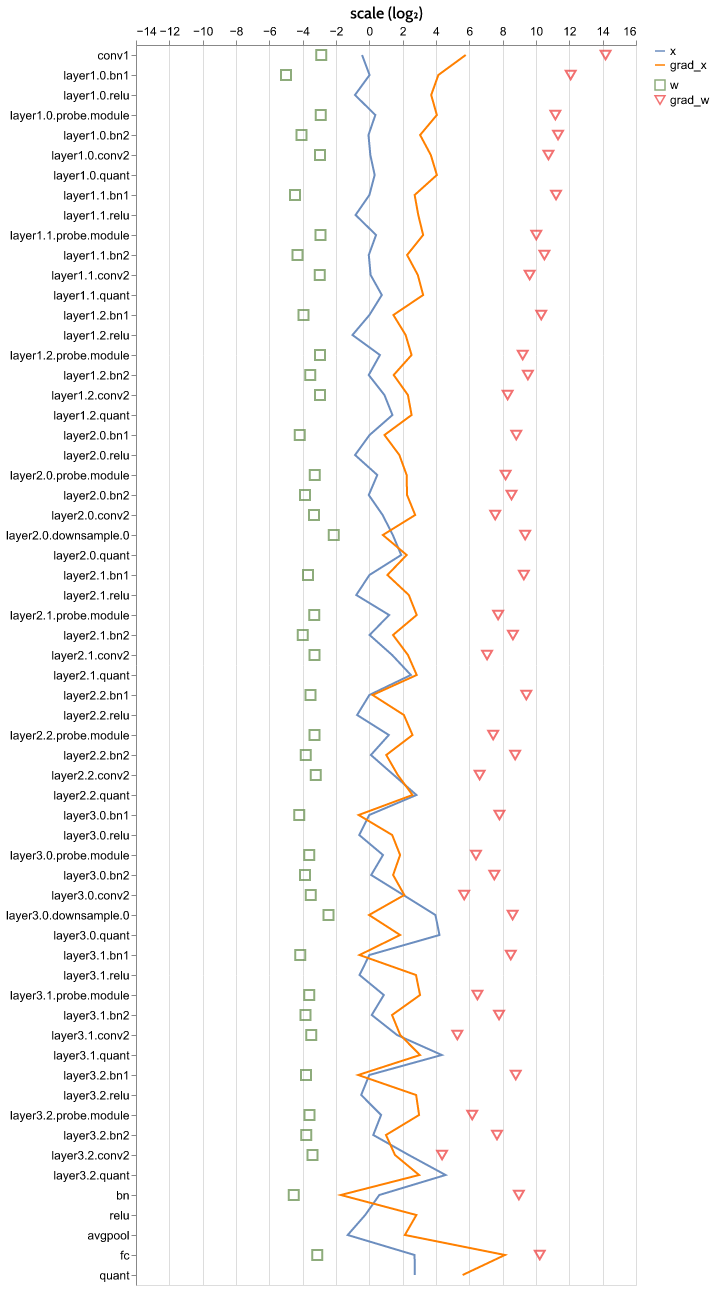 scale (log₂)
−14 −12 −10 −8 −6 −4 −2 0 2 4 6 8 10 12 14 16
conv1
layer1.0.bn1
layer1.0.relu
layer1.0.probe.module
layer1.0.bn2
layer1.0.conv2
layer1.0.quant
layer1.1.bn1
layer1.1.relu
layer1.1.probe.module
layer1.1.bn2
layer1.1.conv2
layer1.1.quant
layer1.2.bn1
layer1.2.relu
layer1.2.probe.module
layer1.2.bn2
layer1.2.conv2
layer1.2.quant
layer2.0.bn1
layer2.0.relu
layer2.0.probe.module
layer2.0.bn2
layer2.0.conv2
layer2.0.downsample.0
layer2.0.quant
layer2.1.bn1
layer2.1.relu
layer2.1.probe.module
layer2.1.bn2
layer2.1.conv2
layer2.1.quant
layer2.2.bn1
layer2.2.relu
layer2.2.probe.module
layer2.2.bn2
layer2.2.conv2
layer2.2.quant
layer3.0.bn1
layer3.0.relu
layer3.0.probe.module
layer3.0.bn2
layer3.0.conv2
layer3.0.downsample.0
layer3.0.quant
layer3.1.bn1
layer3.1.relu
layer3.1.probe.module
layer3.1.bn2
layer3.1.conv2
layer3.1.quant
layer3.2.bn1
layer3.2.relu
layer3.2.probe.module
layer3.2.bn2
layer3.2.conv2
layer3.2.quant
bn
relu
avgpool
fc
quant
x
grad_x
w
grad_w